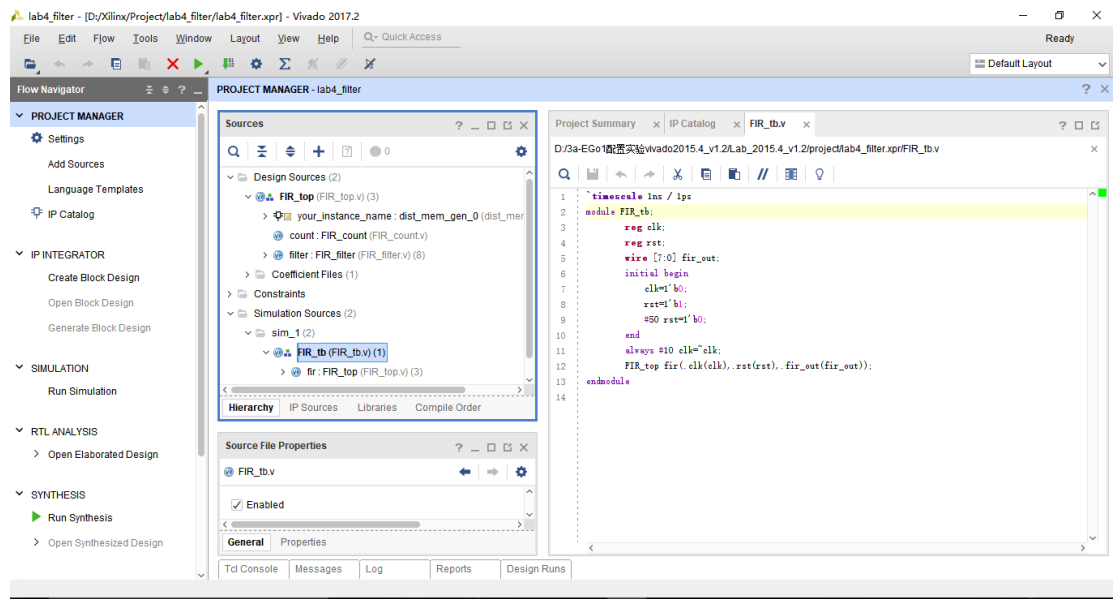 lab4_filter - [D:/Xilinx/Project/lab4_filter/lab4_filter.xpr] - Vivado 2017.2
File Edit Flow Tools Window Layout View Help Quick Access
Ready
Default Layout
Flow Navigator
PROJECT MANAGER
Settings
Add Sources
Language Templates
IP Catalog
IP INTEGRATOR
Create Block Design
Open Block Design
Generate Block Design
SIMULATION
Run Simulation
RTL ANALYSIS
Open Elaborated Design
SYNTHESIS
Run Synthesis
Open Synthesized Design
PROJECT MANAGER - lab4_filter
Sources
0
Design Sources (2)
FIR_top (FIR_top.v) (3)
your_instance_name : dist_mem_gen_0 (dist_mer
count : FIR_count (FIR_count.v)
filter : FIR_filter (FIR_filter.v) (8)
Coefficient Files (1)
Constraints
Simulation Sources (2)
sim_1 (2)
FIR_tb (FIR_tb.v) (1)
fir : FIR_top (FIR_top.v) (3)
Hierarchy IP Sources Libraries Compile Order
Source File Properties
FIR_tb.v
Enabled
General Properties
Project Summary IP Catalog FIR_tb.v
D:/3a-EGo1配置实验vivado2015.4_v1.2/Lab_2015.4_v1.2/project/lab4_filter.xpr/FIR_tb.v
1 `timescale 1ns / 1ps
2 module FIR_tb;
3 reg clk;
4 reg rst;
5 wire [7:0] fir_out;
6 initial begin
7 clk=1'b0;
8 rst=1'b1;
9 #50 rst=1'b0;
10 end
11 always #10 clk=~clk;
12 FIR_top fir(.clk(clk),.rst(rst),.fir_out(fir_out));
13 endmodule
14
Tcl Console Messages Log Reports Design Runs